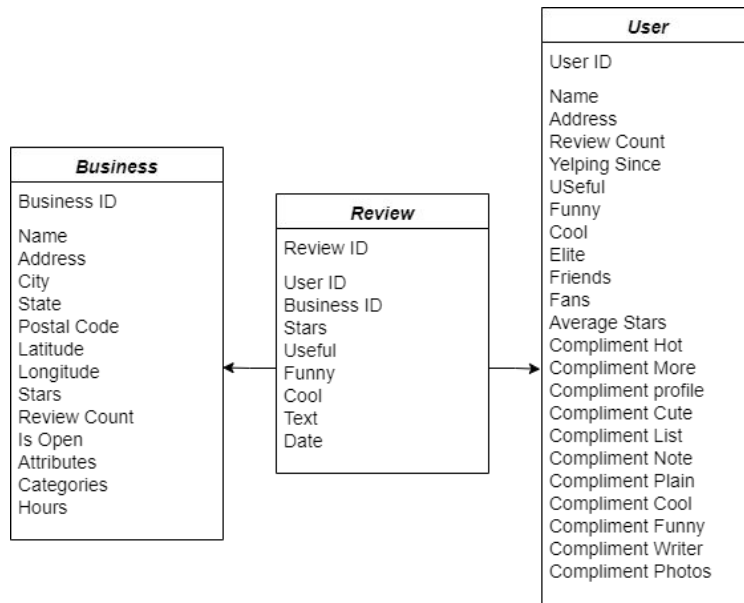 Business
Business ID
Name
Address
City
State
Postal Code
Latitude
Longitude
Stars
Review Count
Is Open
Attributes
Categories
Hours
Review
Review ID
User ID
Business ID
Stars
Useful
Funny
Cool
Text
Date
User
User ID
Name
Address
Review Count
Yelping Since
USeful
Funny
Cool
Elite
Friends
Fans
Average Stars
Compliment Hot
Compliment More
Compliment profile
Compliment Cute
Compliment List
Compliment Note
Compliment Plain
Compliment Cool
Compliment Funny
Compliment Writer
Compliment Photos